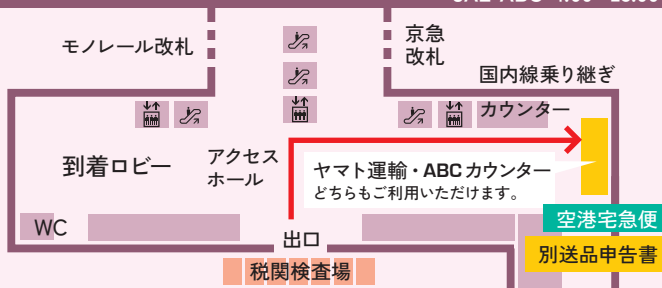 モノレール改札
京急
改札
国内線乗り継ぎ
カウンター
到着ロビー
アクセス
ホール
ヤマト運輸・ABCカウンター
どちらもご利用いただけます。
WC
出口
空港宅急便
別送品申告書
税関検査場